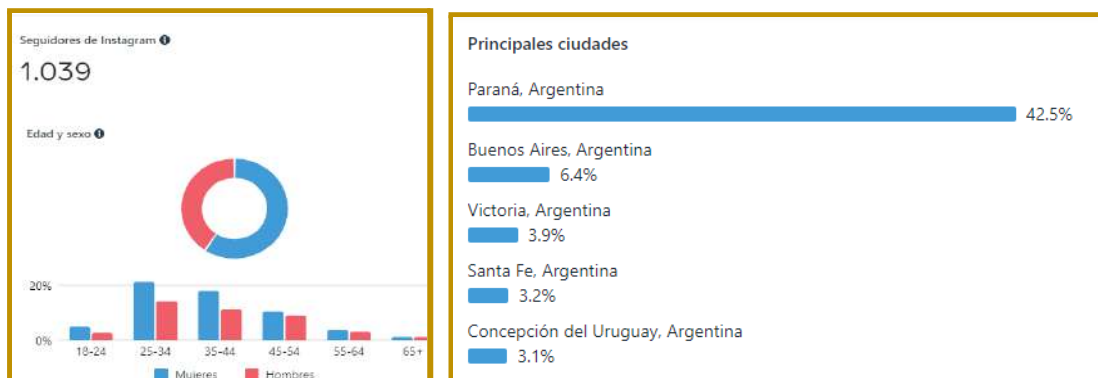 Seguidores de Instagram
1.039
Edad y sexo
20%
0%
18-24 25-34 35-44 45-54 55-64 65+
Mujeres Hombres
Principales ciudades
Paraná, Argentina
42.5%
Buenos Aires, Argentina
6.4%
Victoria, Argentina
3.9%
Santa Fe, Argentina
3.2%
Concepción del Uruguay, Argentina
3.1%